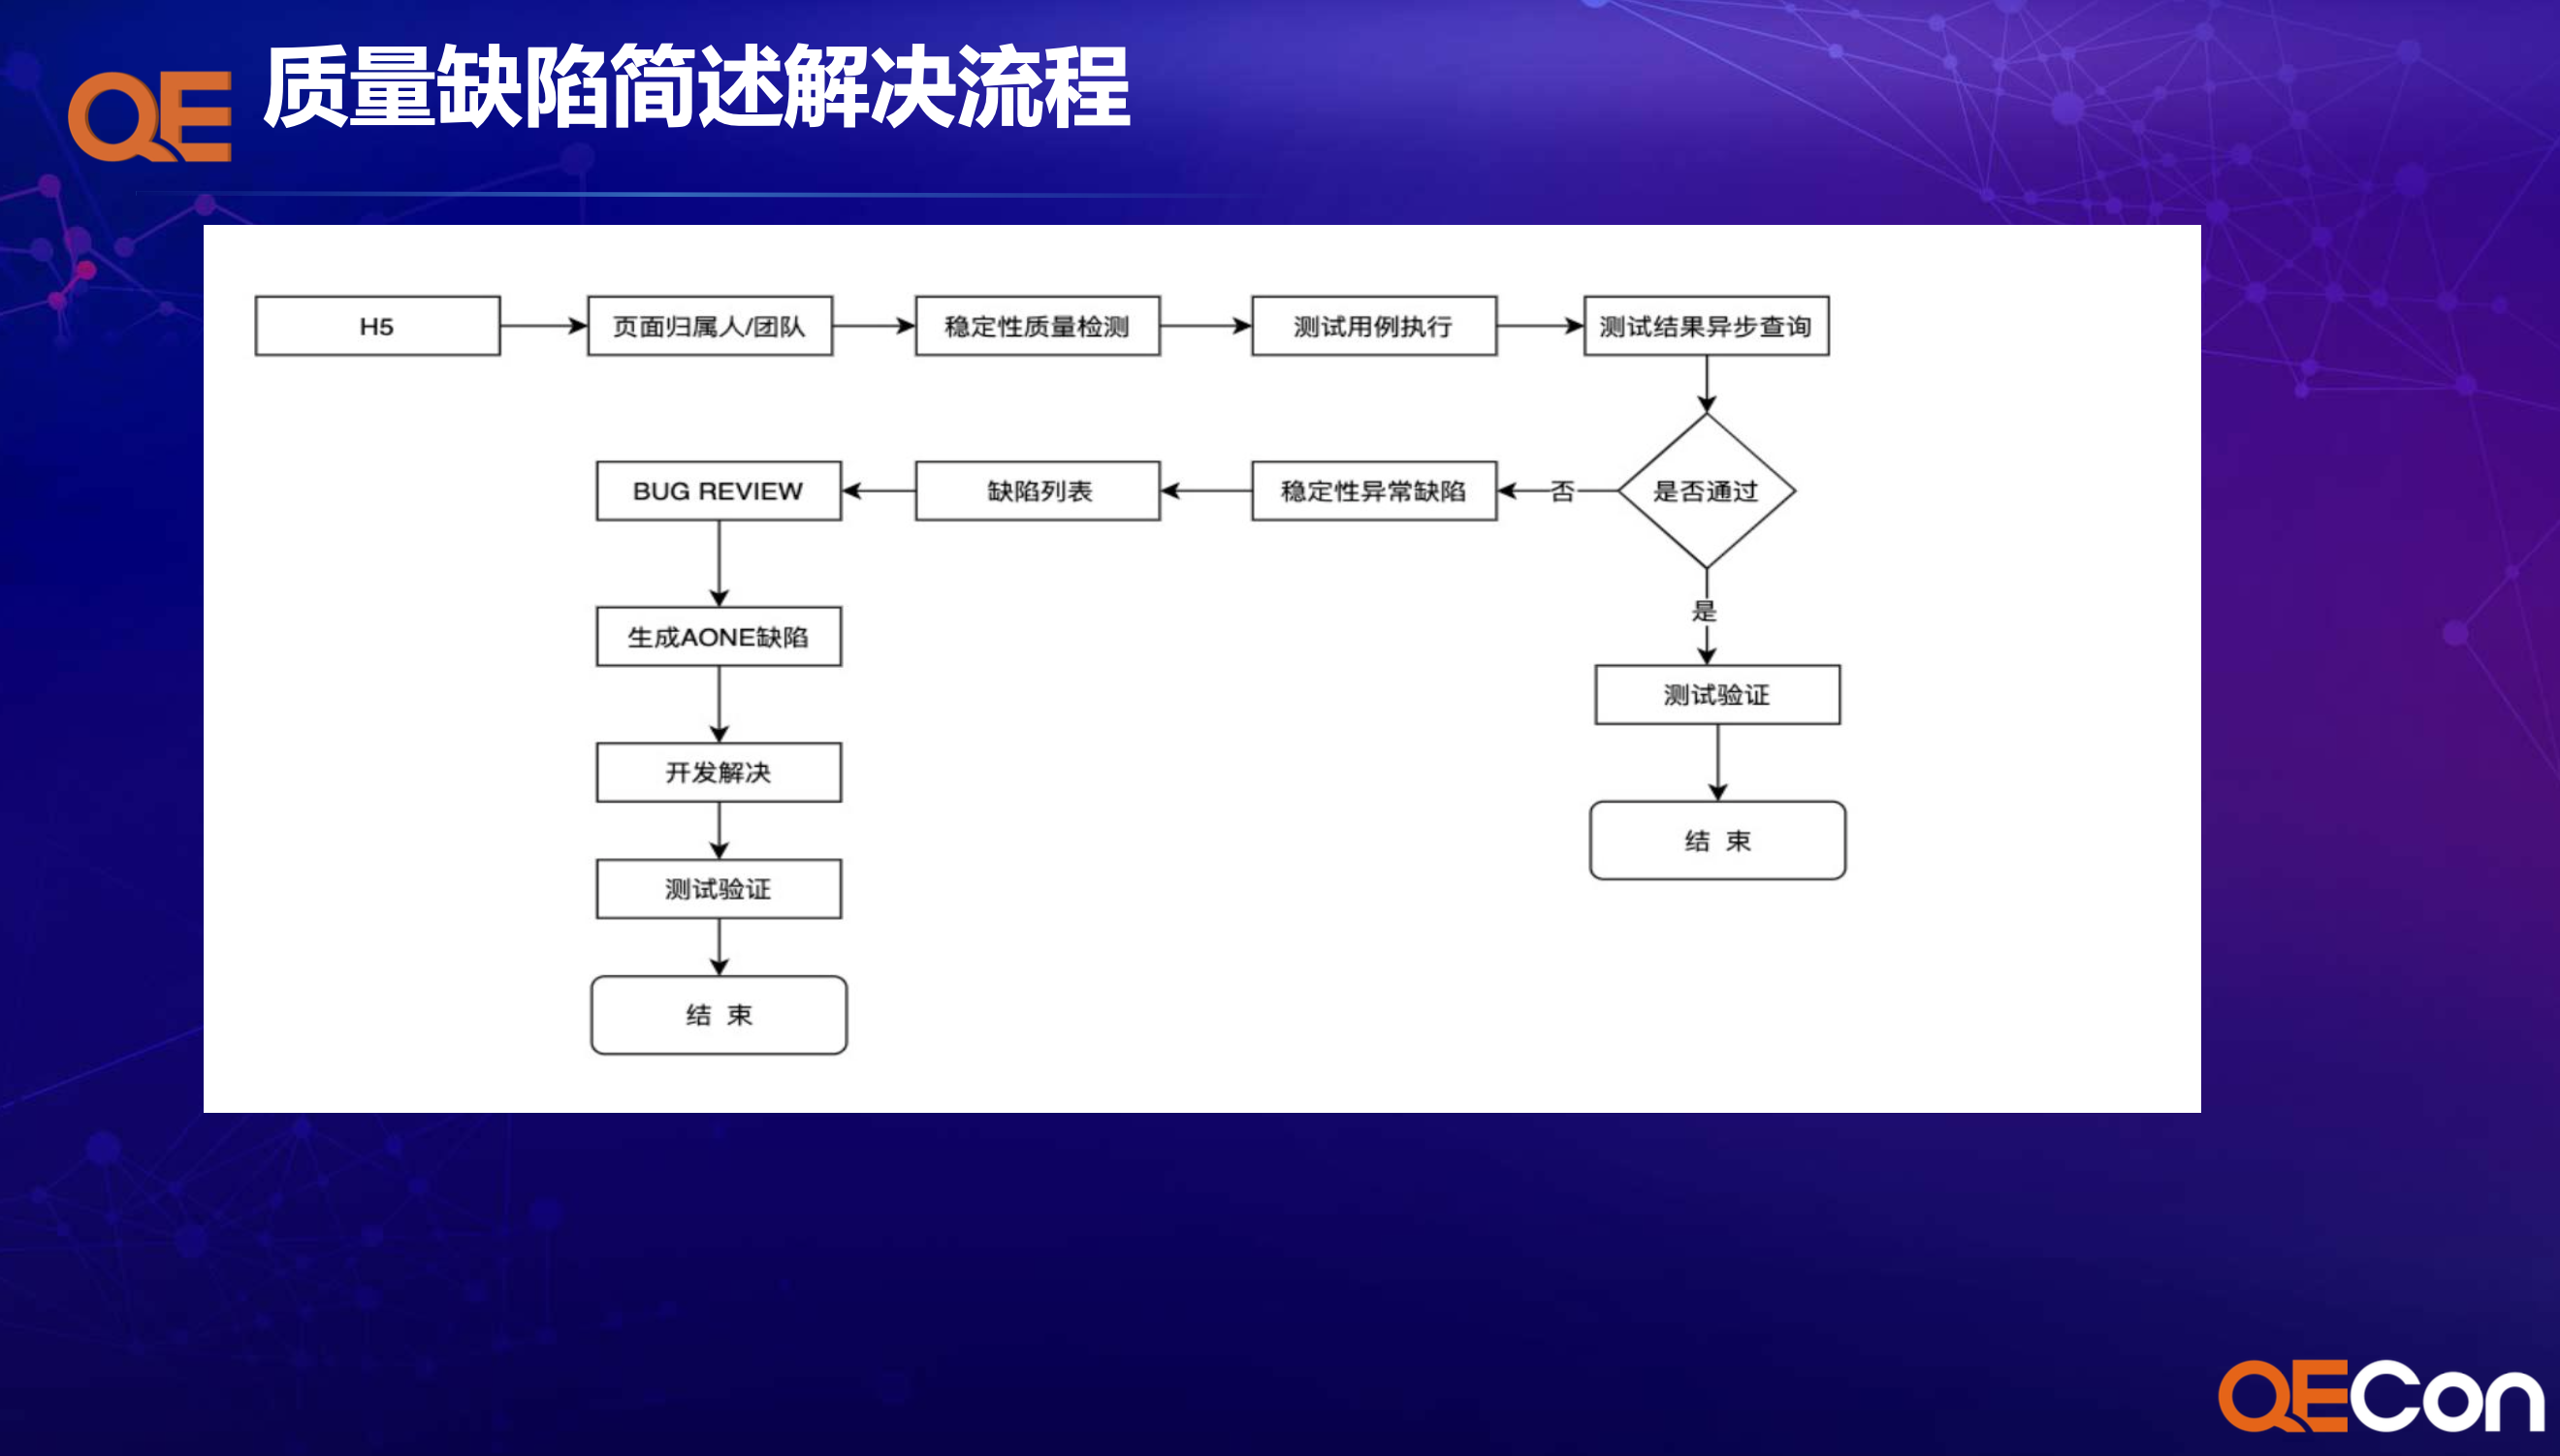 QE 质量缺陷简述解决流程
H5
页面归属人/团队
稳定性质量检测
测试用例执行
测试结果异步查询
是否通过
否
稳定性异常缺陷
缺陷列表
BUG REVIEW
生成AONE缺陷
开发解决
测试验证
结 束
是
测试验证
结 束
QECon